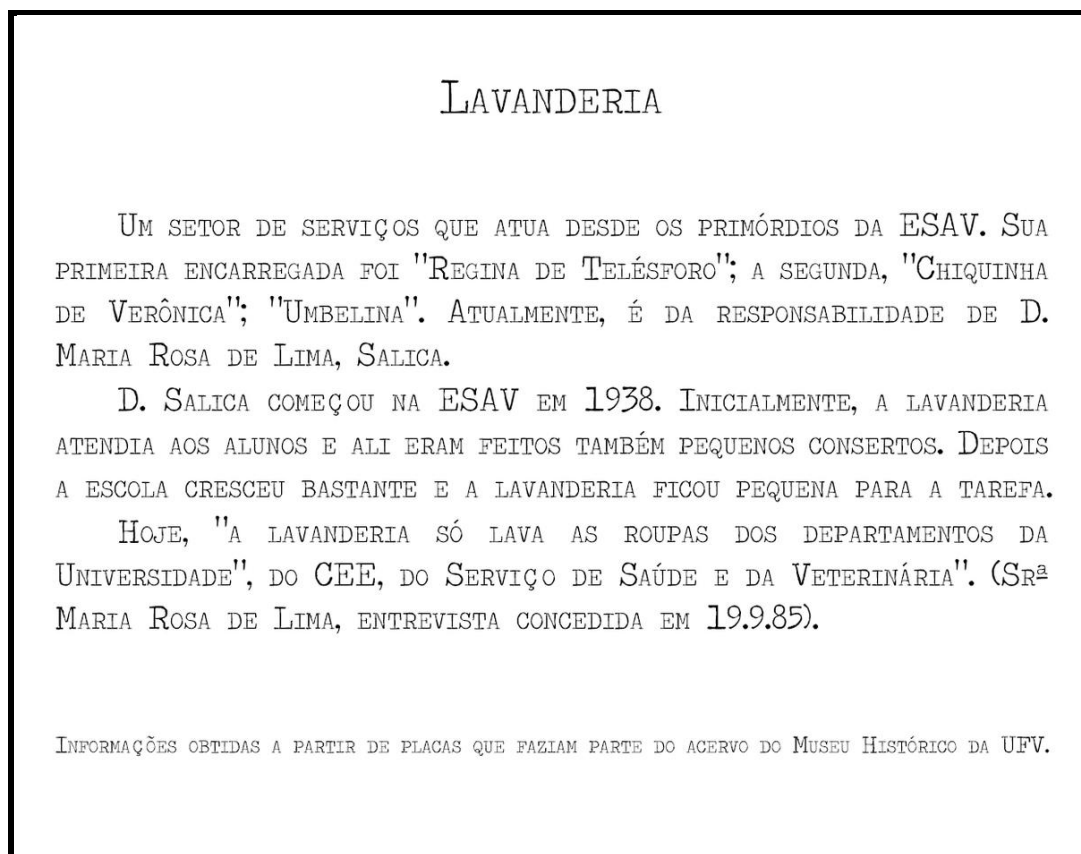 Lavanderia
Um setor de serviços que atua desde os primórdios da ESAV. Sua
primeira encarregada foi "Regina de Telésforo"; a segunda, "Chiquinha
de Verônica"; "Umbelina". Atualmente, é da responsabilidade de D.
Maria Rosa de Lima, Salica.
D. Salica começou na ESAV em 1938. Inicialmente, a lavanderia
atendia aos alunos e ali eram feitos também pequenos consertos. Depois
a escola cresceu bastante e a lavanderia ficou pequena para a tarefa.
Hoje, "a lavanderia só lava as roupas dos departamentos da
Universidade", do CEE, do Serviço de Saúde e da Veterinária". (Srª
Maria Rosa de Lima, entrevista concedida em 19.9.85).
Informações obtidas a partir de placas que faziam parte do acervo do Museu Histórico da UFV.